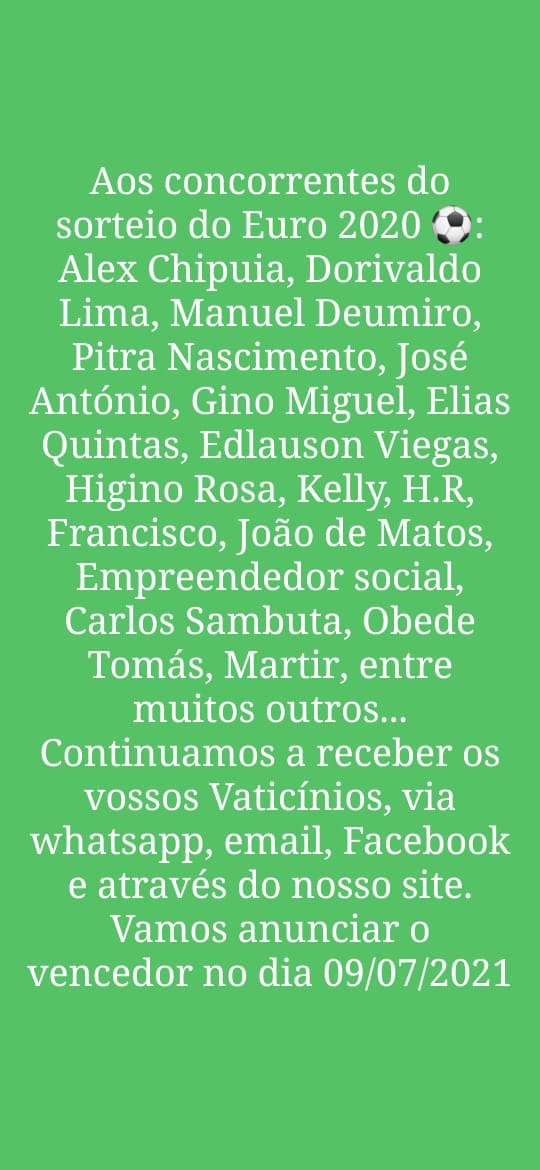 Aos concorrentes do
sorteio do Euro 2020 ⚽:
Alex Chipuia, Dorivaldo
Lima, Manuel Deumiro,
Pitra Nascimento, José
António, Gino Miguel, Elias
Quintas, Edlauson Viegas,
Higino Rosa, Kelly, H.R,
Francisco, João de Matos,
Empreendedor social,
Carlos Sambuta, Obede
Tomás, Martir, entre
muitos outros...
Continuamos a receber os
vossos Vaticínios, via
whatsapp, email, Facebook
e através do nosso site.
Vamos anunciar o
vencedor no dia 09/07/2021